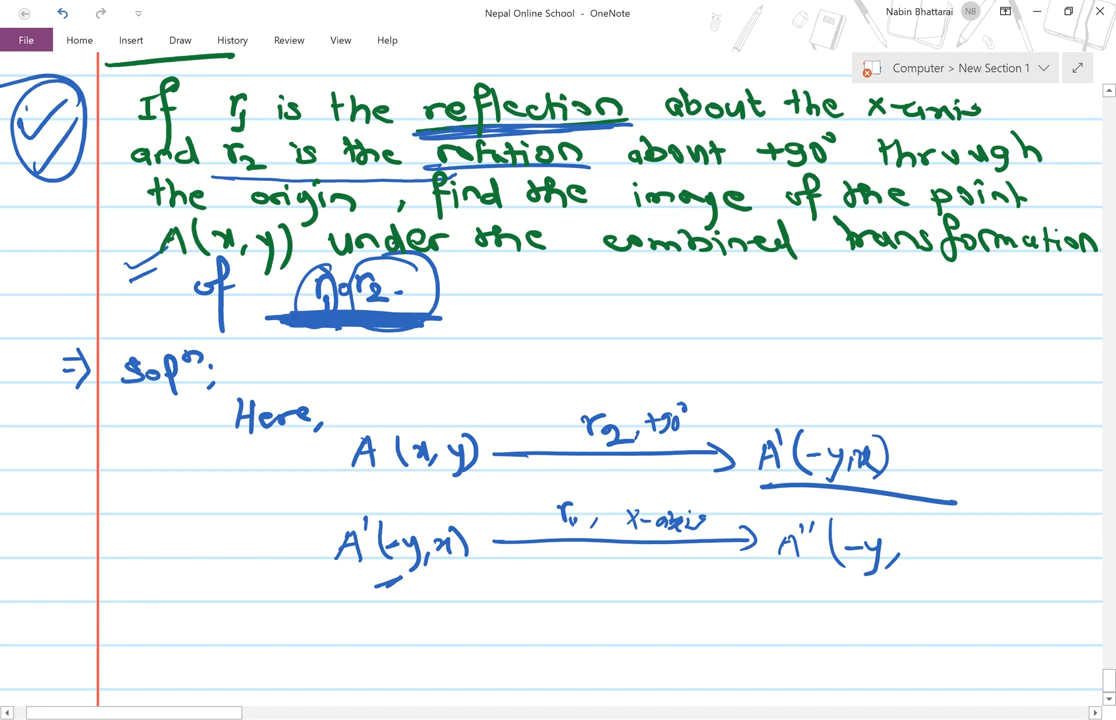 Nepal Online School - OneNote
Nabin Bhattarai NB
File Home Insert Draw History Review View Help
Computer > New Section 1
If r1 is the reflection about the x-axis
and r2 is the rotation about +90° through
the origin, find the image of the point
A(x,y) under the combined transformation
of r1∘r2.
⇒ Solⁿ;
Here,
A (x, y) r2, +90° → A'(-y,x)
A'(-y,x) r1, x-axis → A''(-y,